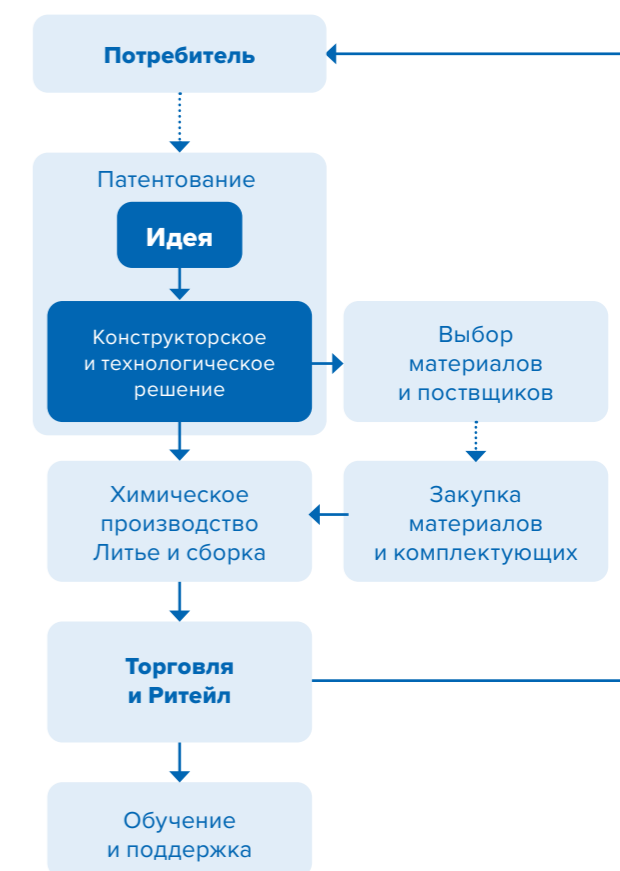 Потребитель
Патентование
Идея
Конструкторское
и технологическое
решение
Выбор
материалов
и поствщиков
Химическое
производство
Литье и сборка
Закупка
материалов
и комплектующих
Торговля
и Ритейл
Обучение
и поддержка